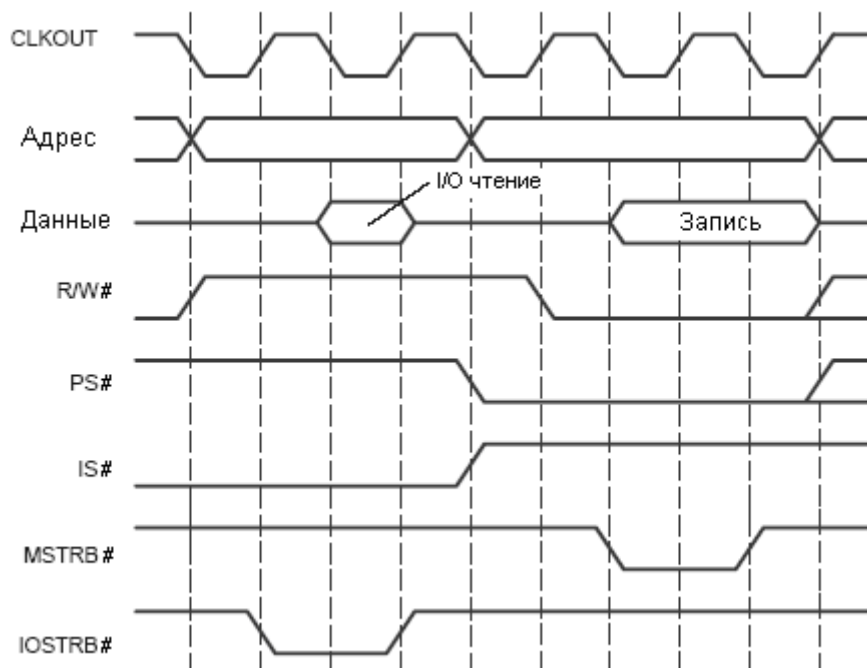 CLKOUT
Адрес
I/O чтение
Данные
Запись
R/W#
PS#
IS#
MSTRB#
IOSTRB#